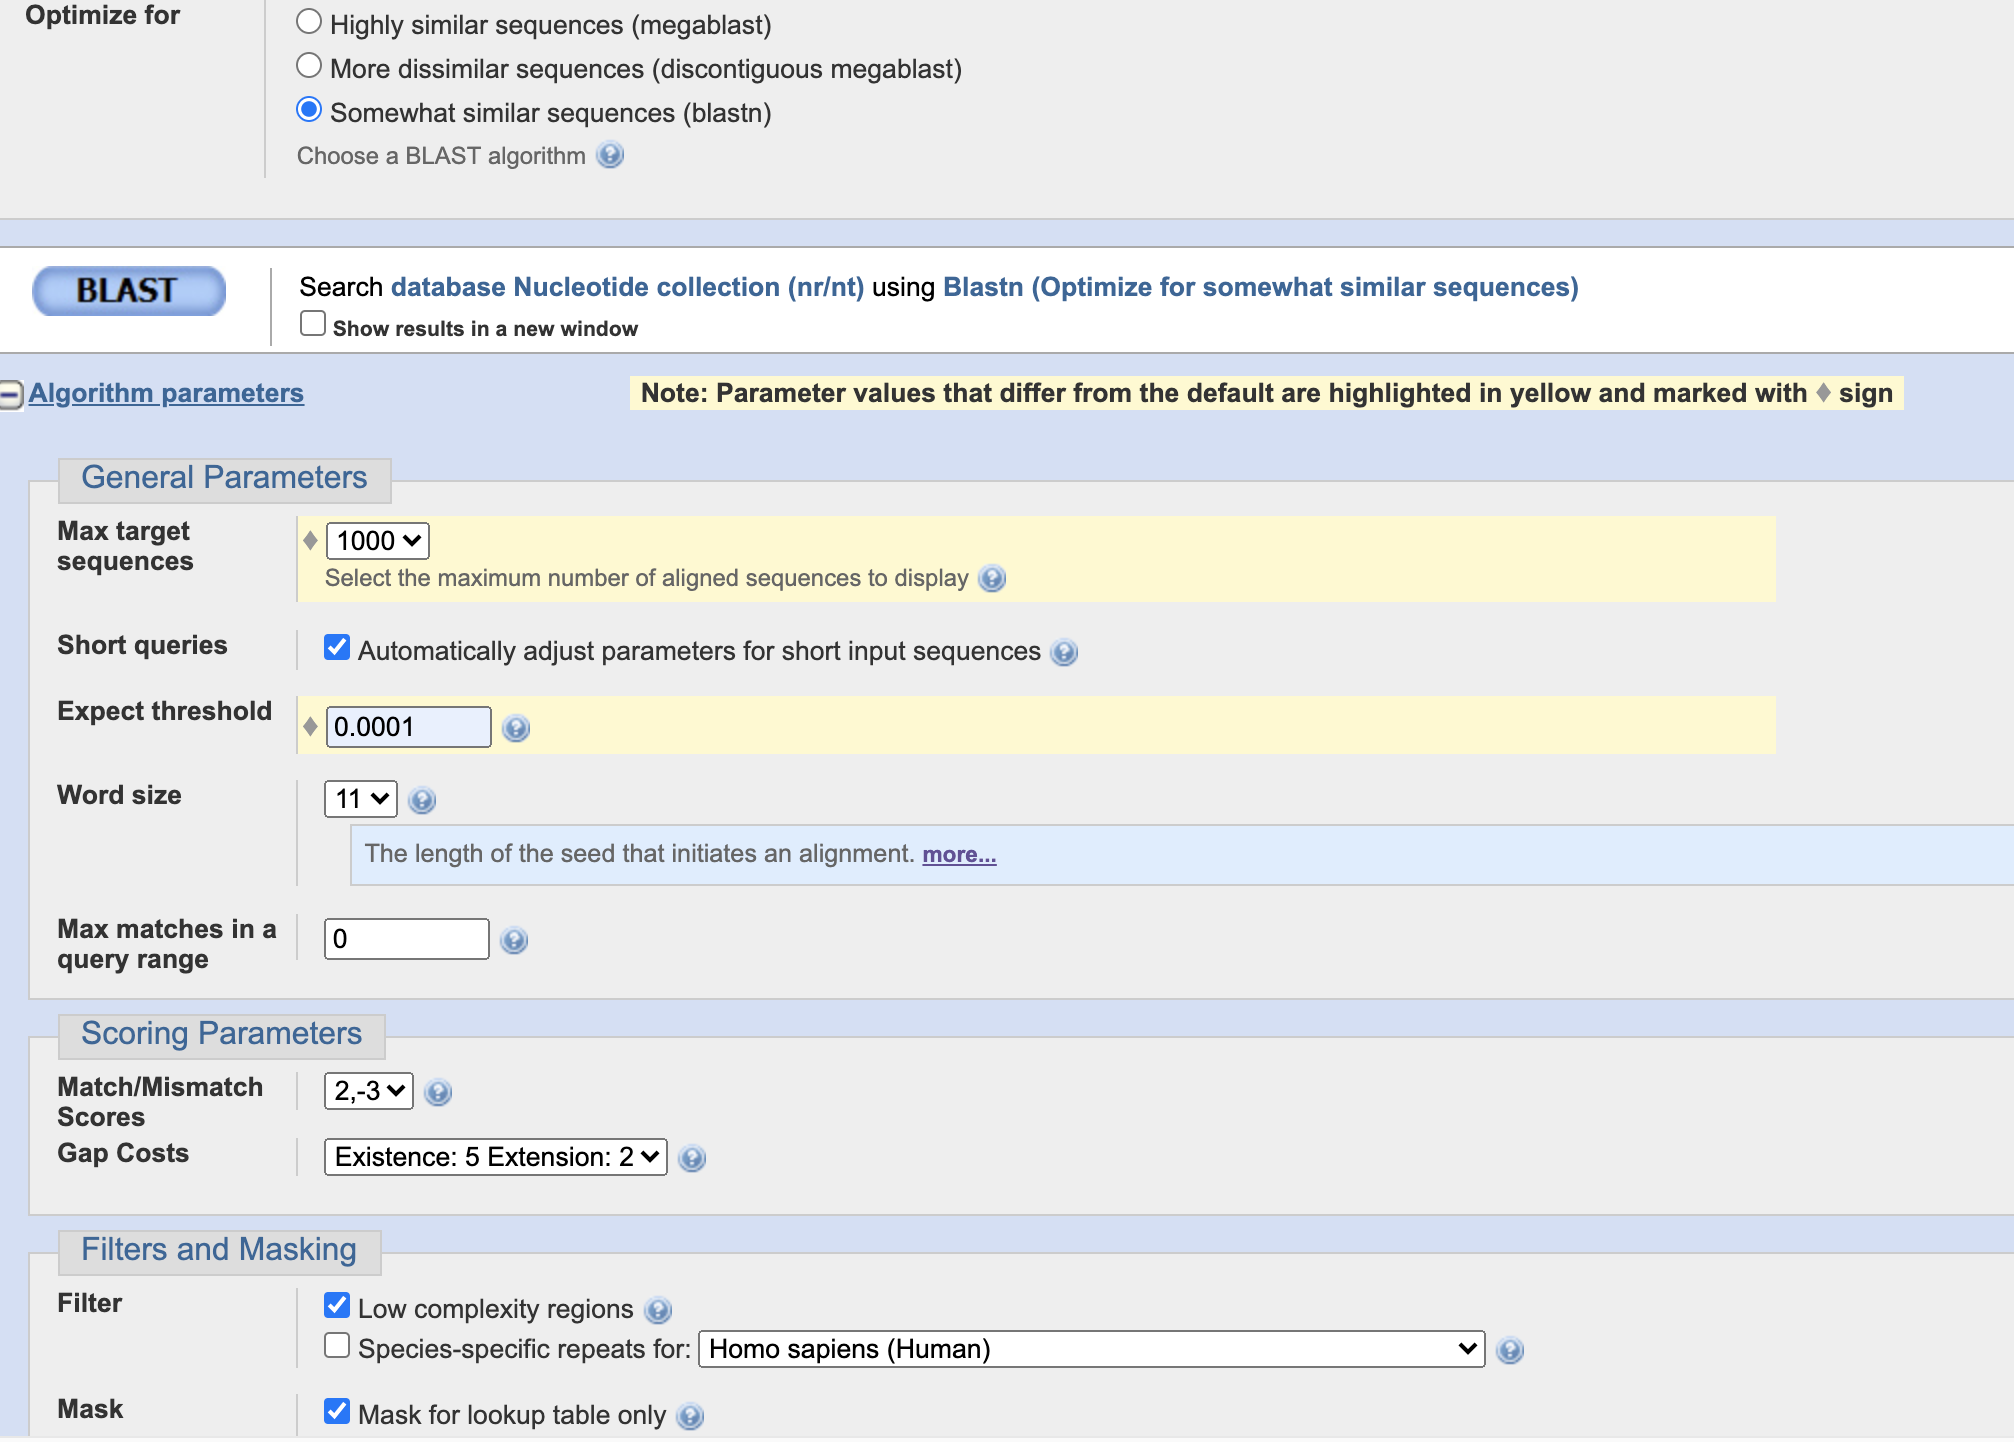 Optimize for
Highly similar sequences (megablast)
More dissimilar sequences (discontiguous megablast)
Somewhat similar sequences (blastn)
Choose a BLAST algorithm
BLAST
Search database Nucleotide collection (nr/nt) using Blastn (Optimize for somewhat similar sequences)
Show results in a new window
Algorithm parameters
Note: Parameter values that differ from the default are highlighted in yellow and marked with ♦ sign
General Parameters
Max target
sequences
♦ 1000
Select the maximum number of aligned sequences to display
Short queries
Automatically adjust parameters for short input sequences
Expect threshold
♦ 0.0001
Word size
11
The length of the seed that initiates an alignment. more...
Max matches in a
query range
0
Scoring Parameters
Match/Mismatch
Scores
2,-3
Gap Costs
Existence: 5 Extension: 2
Filters and Masking
Filter
Low complexity regions
Species-specific repeats for: Homo sapiens (Human)
Mask
Mask for lookup table only